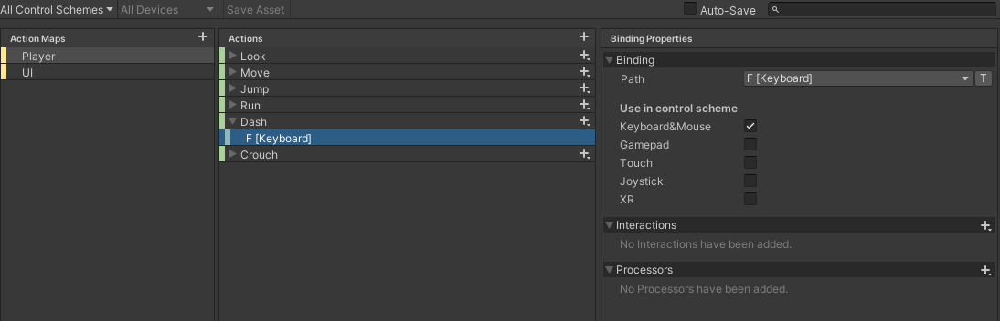 All Control Schemes All Devices Save Asset Auto-Save
Action Maps
Player
UI
Actions
Look
Move
Jump
Run
Dash
F [Keyboard]
Crouch
Binding Properties
Binding
Path F [Keyboard] T
Use in control scheme
Keyboard&Mouse
Gamepad
Touch
Joystick
XR
Interactions
No Interactions have been added.
Processors
No Processors have been added.